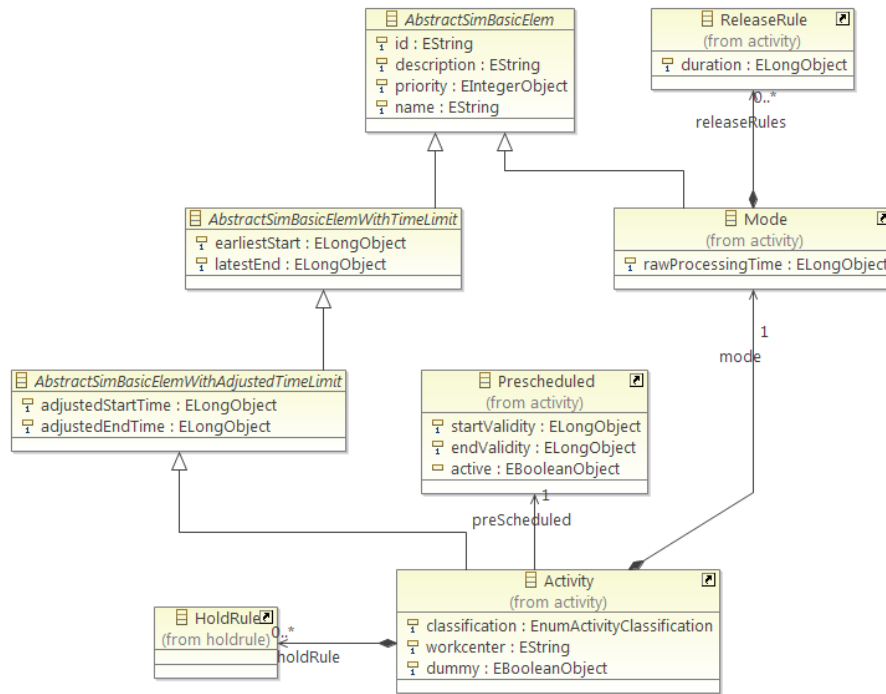 AbstractSimBasicElem
id : EString
description : EString
priority : EIntegerObject
name : EString
ReleaseRule
(from activity)
duration : ELongObject
0..*
releaseRules
AbstractSimBasicElemWithTimeLimit
earliestStart : ELongObject
latestEnd : ELongObject
Mode
(from activity)
rawProcessingTime : ELongObject
1
mode
AbstractSimBasicElemWithAdjustedTimeLimit
adjustedStartTime : ELongObject
adjustedEndTime : ELongObject
Prescheduled
(from activity)
startValidity : ELongObject
endValidity : ELongObject
active : EBooleanObject
1
preScheduled
Activity
(from activity)
classification : EnumActivityClassification
workcenter : EString
dummy : EBooleanObject
HoldRule
(from holdrule)
0..*
holdRule